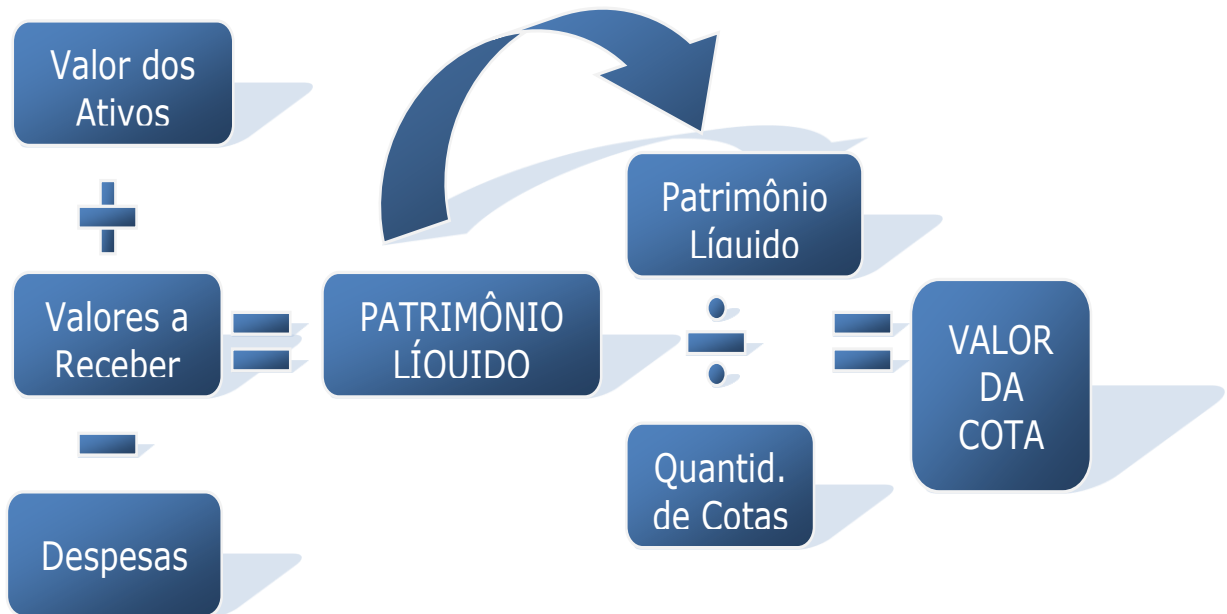 Valor dos
Ativos
Valores a
Receber
Despesas
PATRIMÔNIO
LÍQUIDO
Patrimônio
Líquido
Quantid.
de Cotas
VALOR
DA
COTA